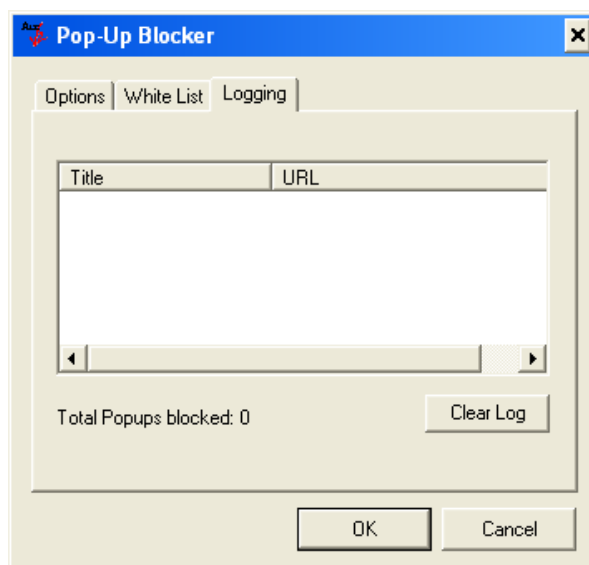 Pop-Up Blocker
Options White List Logging
Title URL
Total Popups blocked: 0 Clear Log
OK Cancel